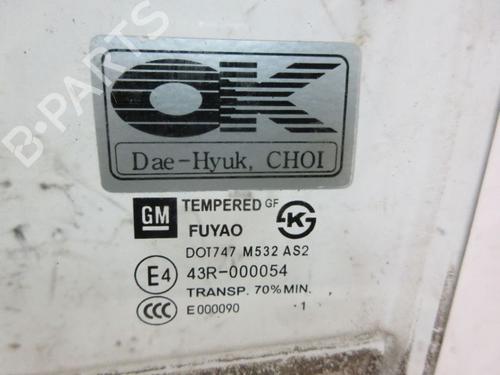 B-PARTS
OK
Dae-Hyuk, CHOI
GM TEMPERED GF K
FUYAO
DOT747 M532 AS2
E4 43R-000054
TRANSP. 70% MIN.
CCC E000090 1